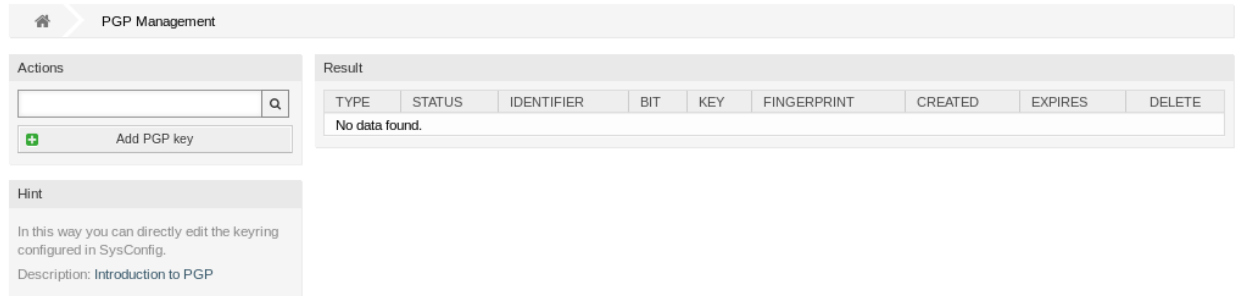 PGP Management
Actions
Add PGP key
Hint
In this way you can directly edit the keyring
configured in SysConfig.
Description: Introduction to PGP
Result
TYPE STATUS IDENTIFIER BIT KEY FINGERPRINT CREATED EXPIRES DELETE
No data found.